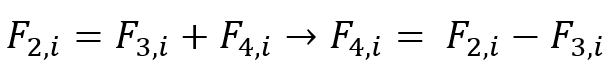 F₂,ᵢ = F₃,ᵢ + F₄,ᵢ → F₄,ᵢ = F₂,ᵢ − F₃,ᵢ